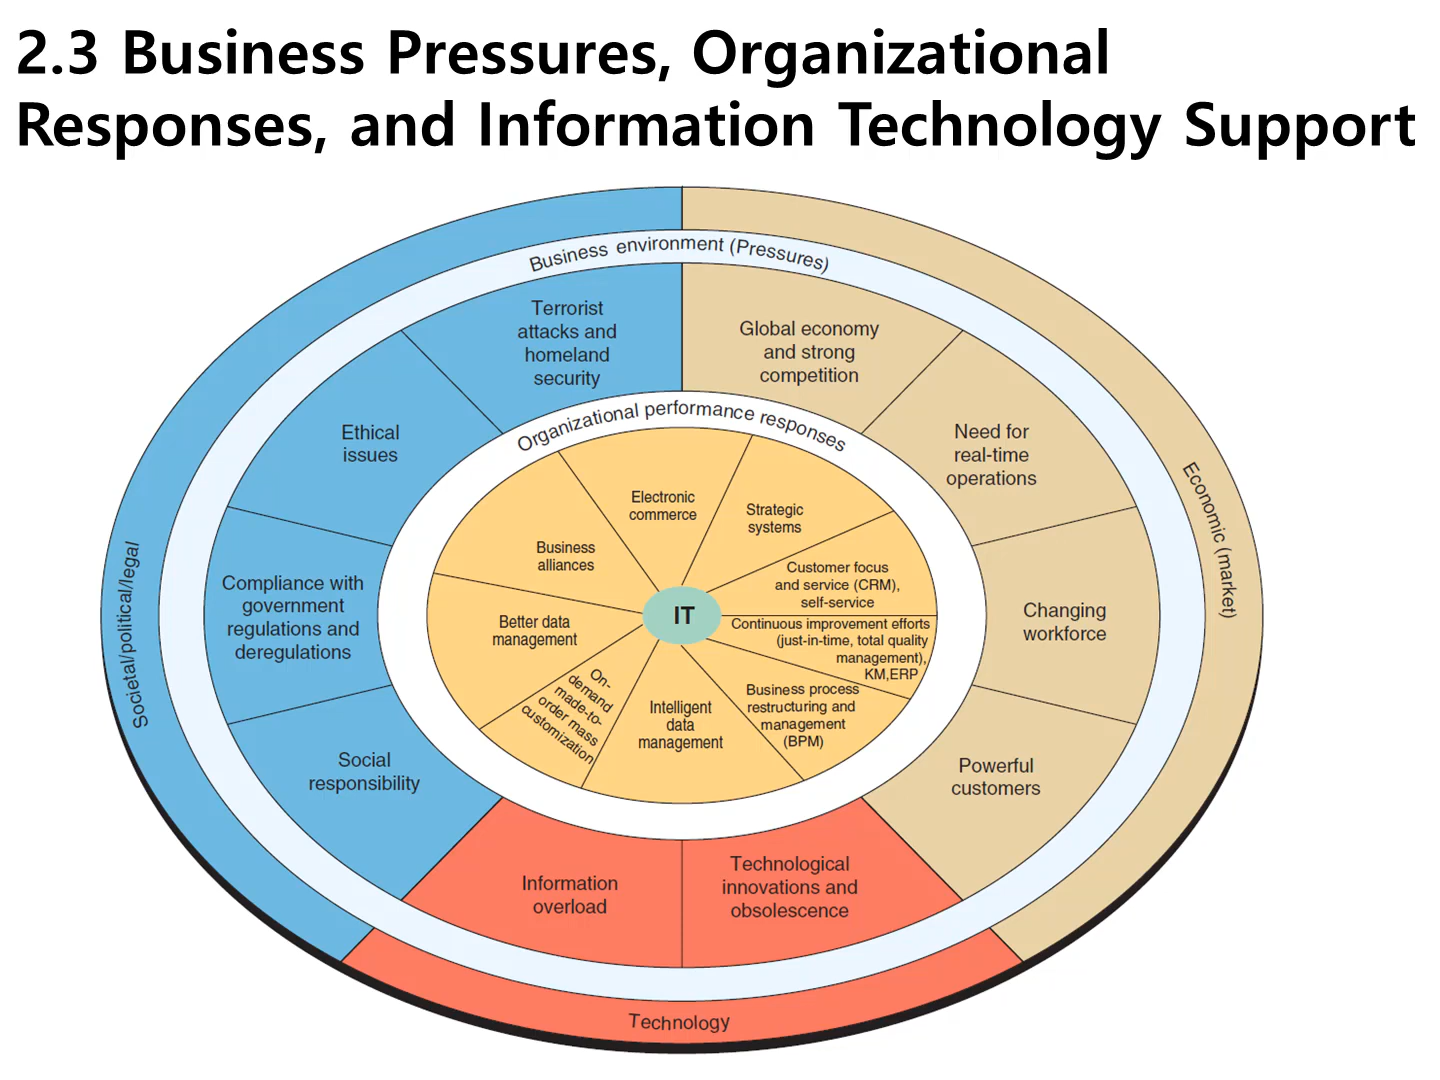 2.3 Business Pressures, Organizational
Responses, and Information Technology Support
Business environment (Pressures)
Terrorist
attacks and
homeland
security
Global economy
and strong
competition
Ethical
issues
Need for
real-time
operations
Organizational performance responses
Electronic
commerce
Strategic
systems
Business
alliances
Customer focus
and service (CRM),
self-service
Economic (market)
Societal/political/legal
Compliance with
government
regulations and
deregulations
Better data
management
IT
Continuous improvement efforts
(just-in-time, total quality
management),
KM,ERP
Changing
workforce
On-
demand
made-to-
order mass
customization
Intelligent
data
management
Business process
restructuring and
management
(BPM)
Social
responsibility
Powerful
customers
Information
overload
Technological
innovations and
obsolescence
Technology